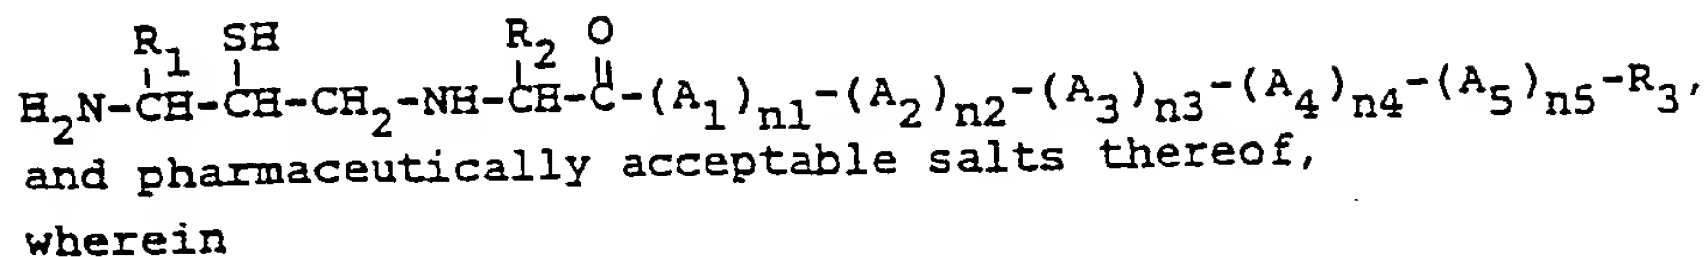 R1 SH R2 O
H2N-CH-CH-CH2-NH-CH-C-(A1)n1-(A2)n2-(A3)n3-(A4)n4-(A5)n5-R3,
and pharmaceutically acceptable salts thereof,
wherein